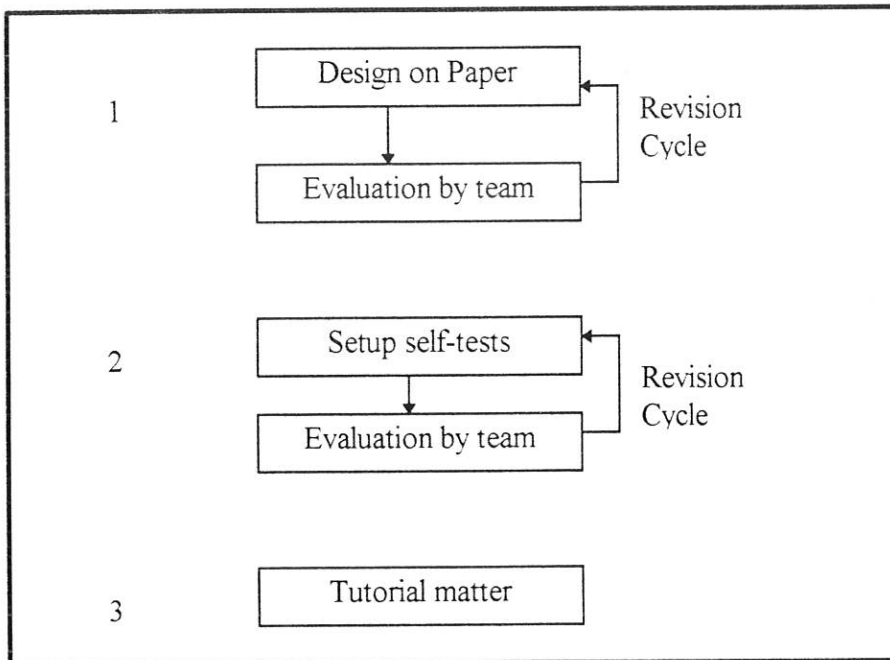 Design on Paper
1
Revision
Cycle
Evaluation by team
Setup self-tests
2
Revision
Cycle
Evaluation by team
Tutorial matter
3